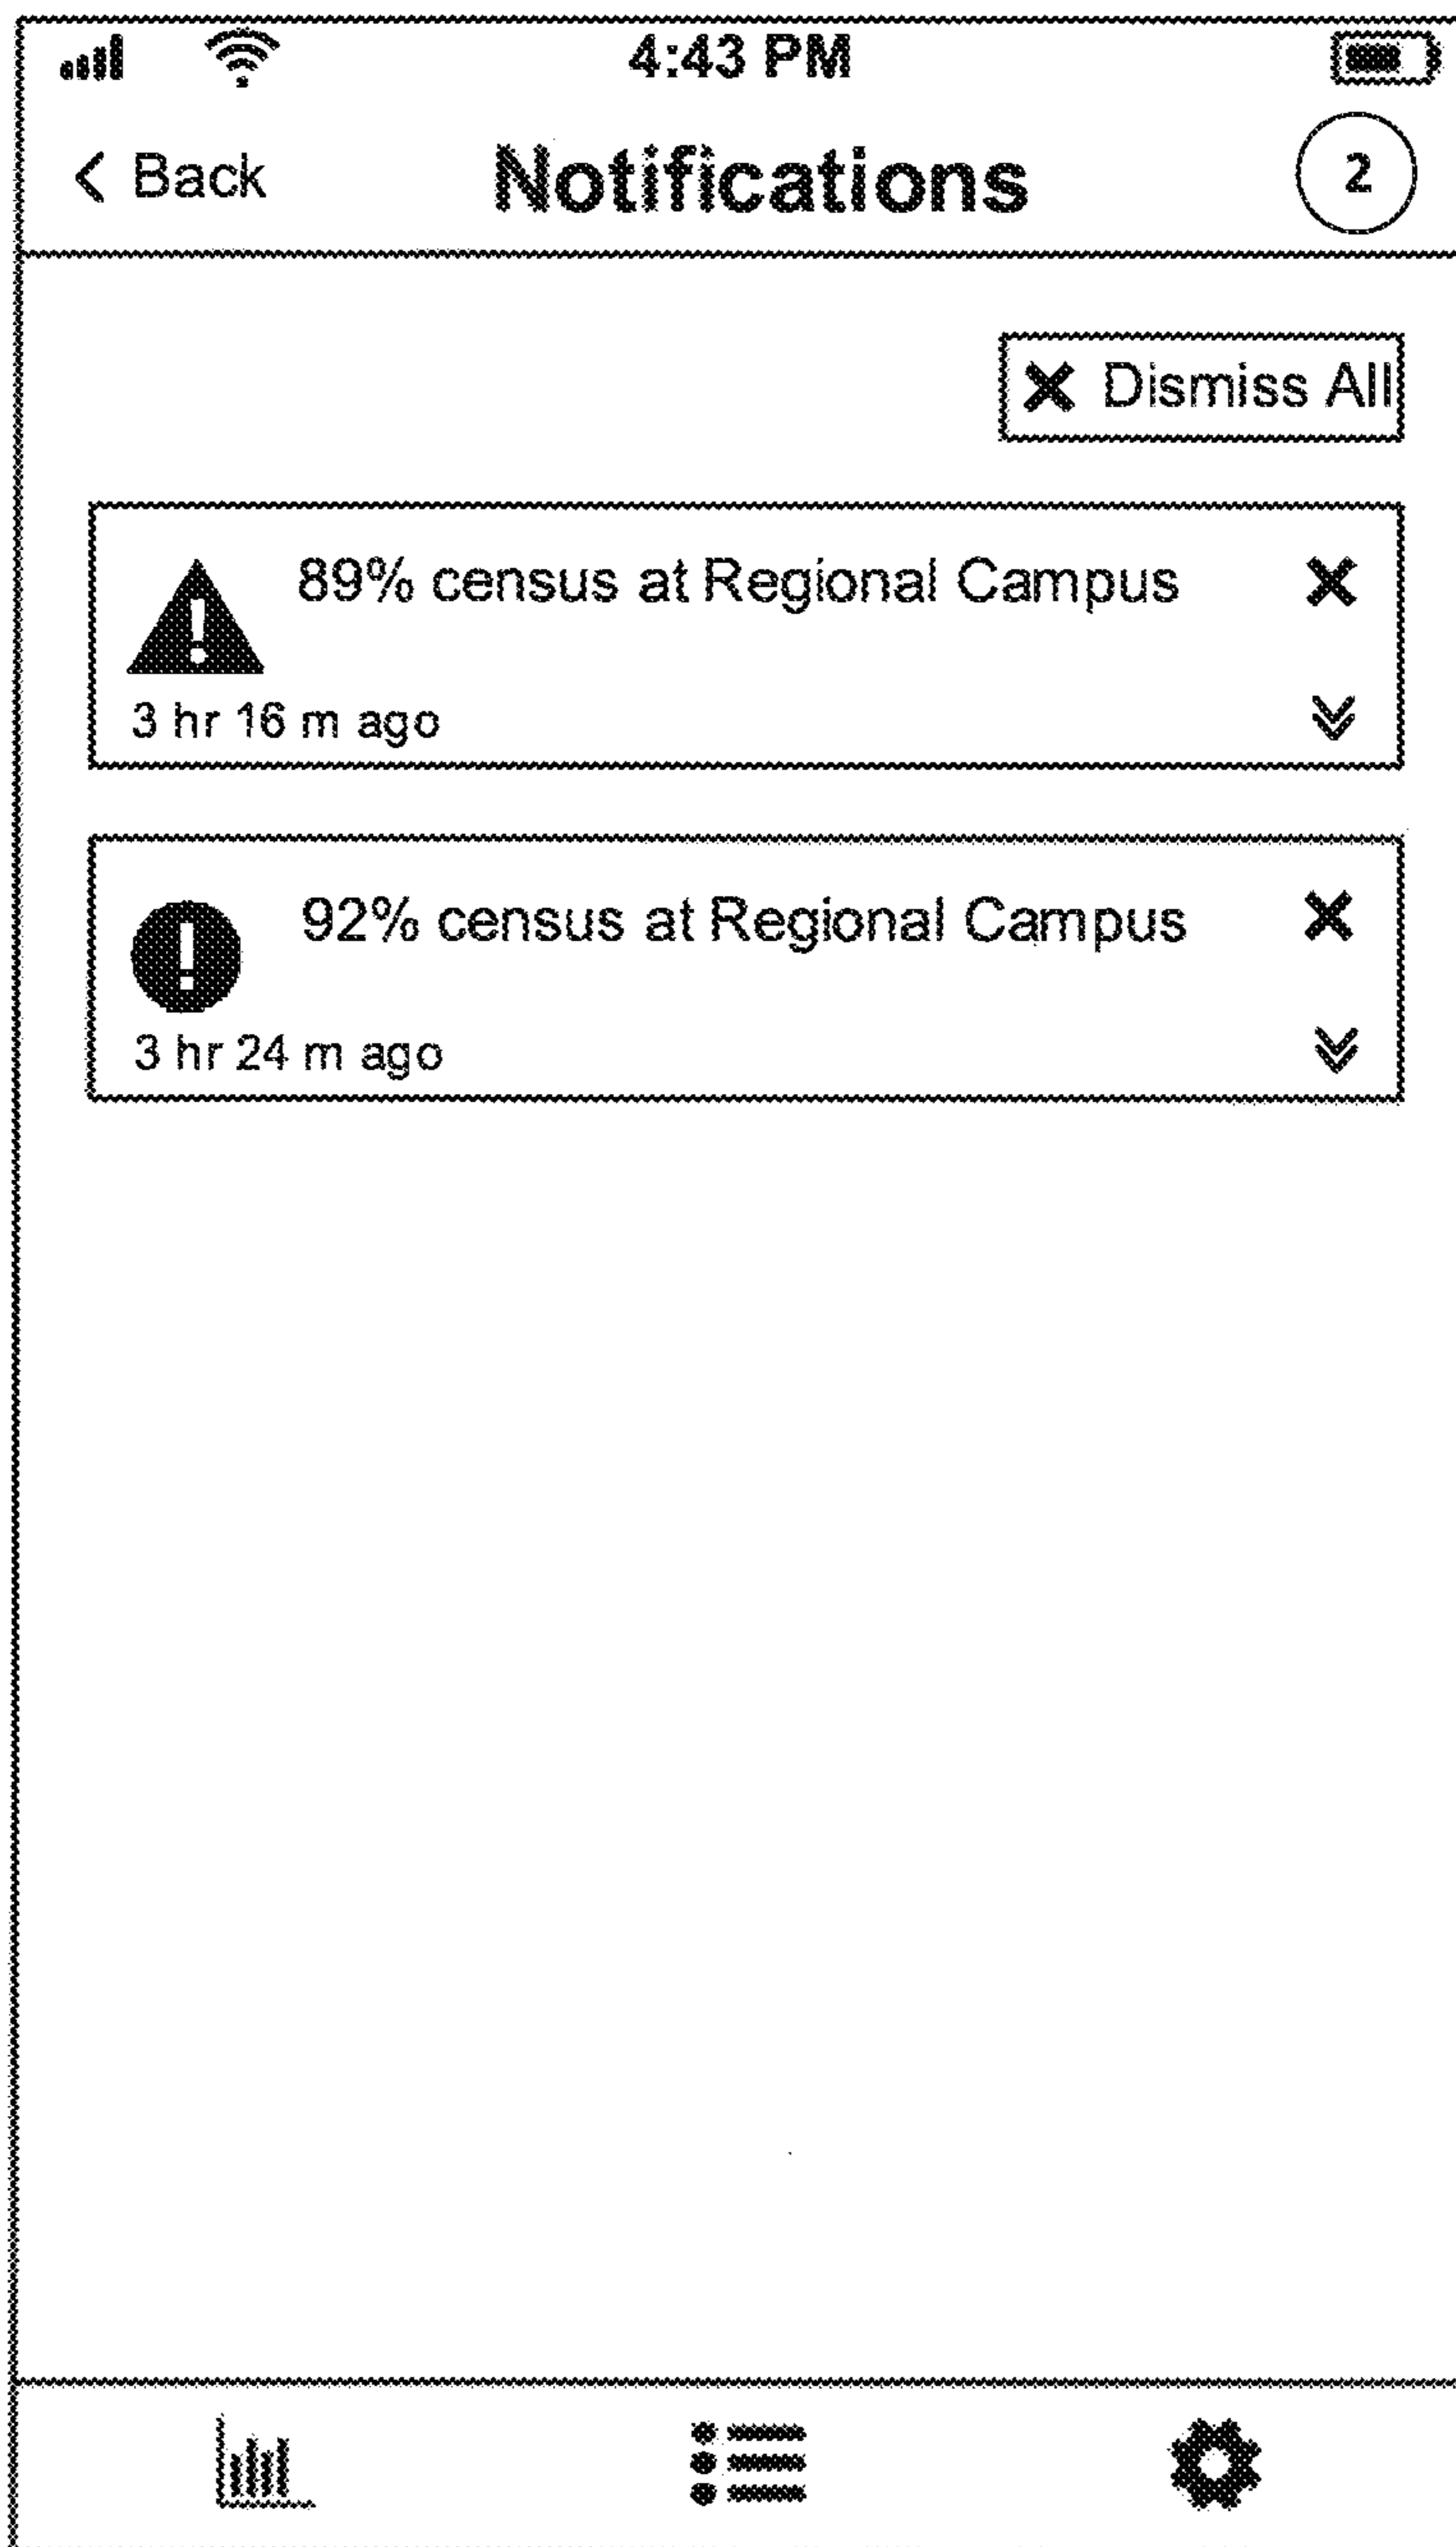 4:43 PM
< Back Notifications 2
Dismiss All
89% census at Regional Campus
3 hr 16 m ago
92% census at Regional Campus
3 hr 24 m ago